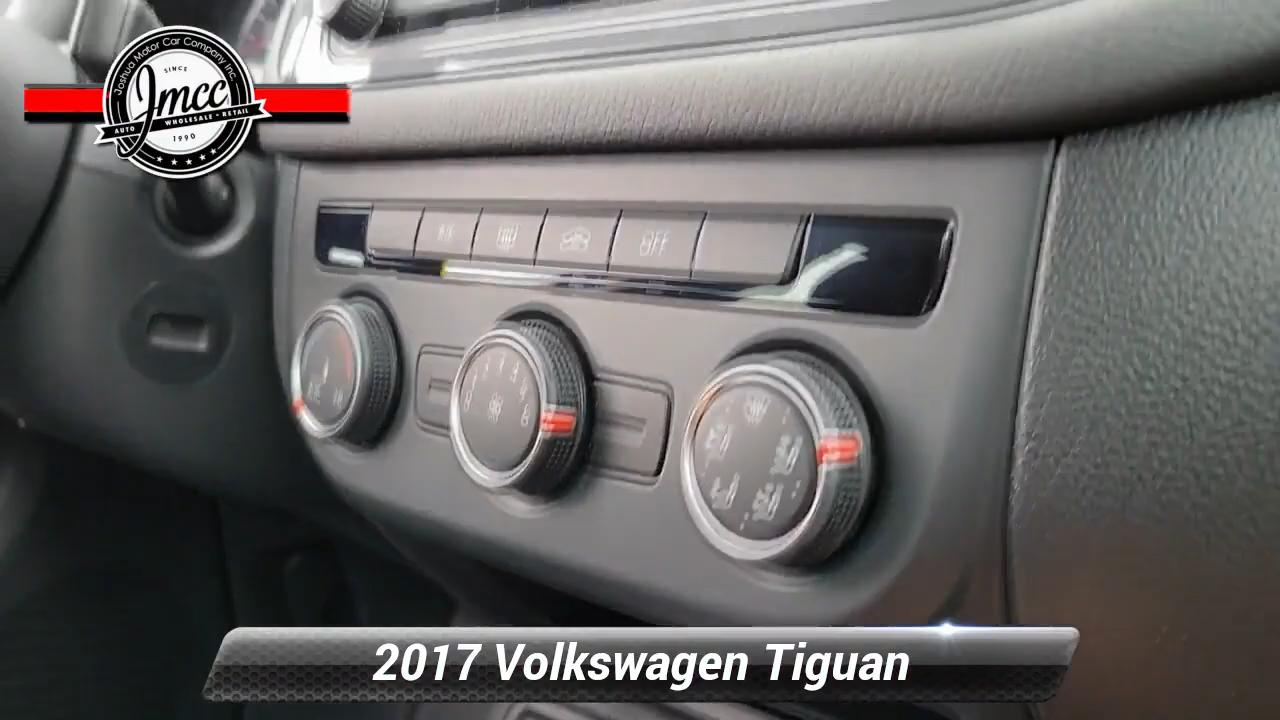 Joshua Motor Car Company Inc.
SINCE
Jmcc
AUTO WHOLESALE - RETAIL
1990
A/C
OFF
2017 Volkswagen Tiguan